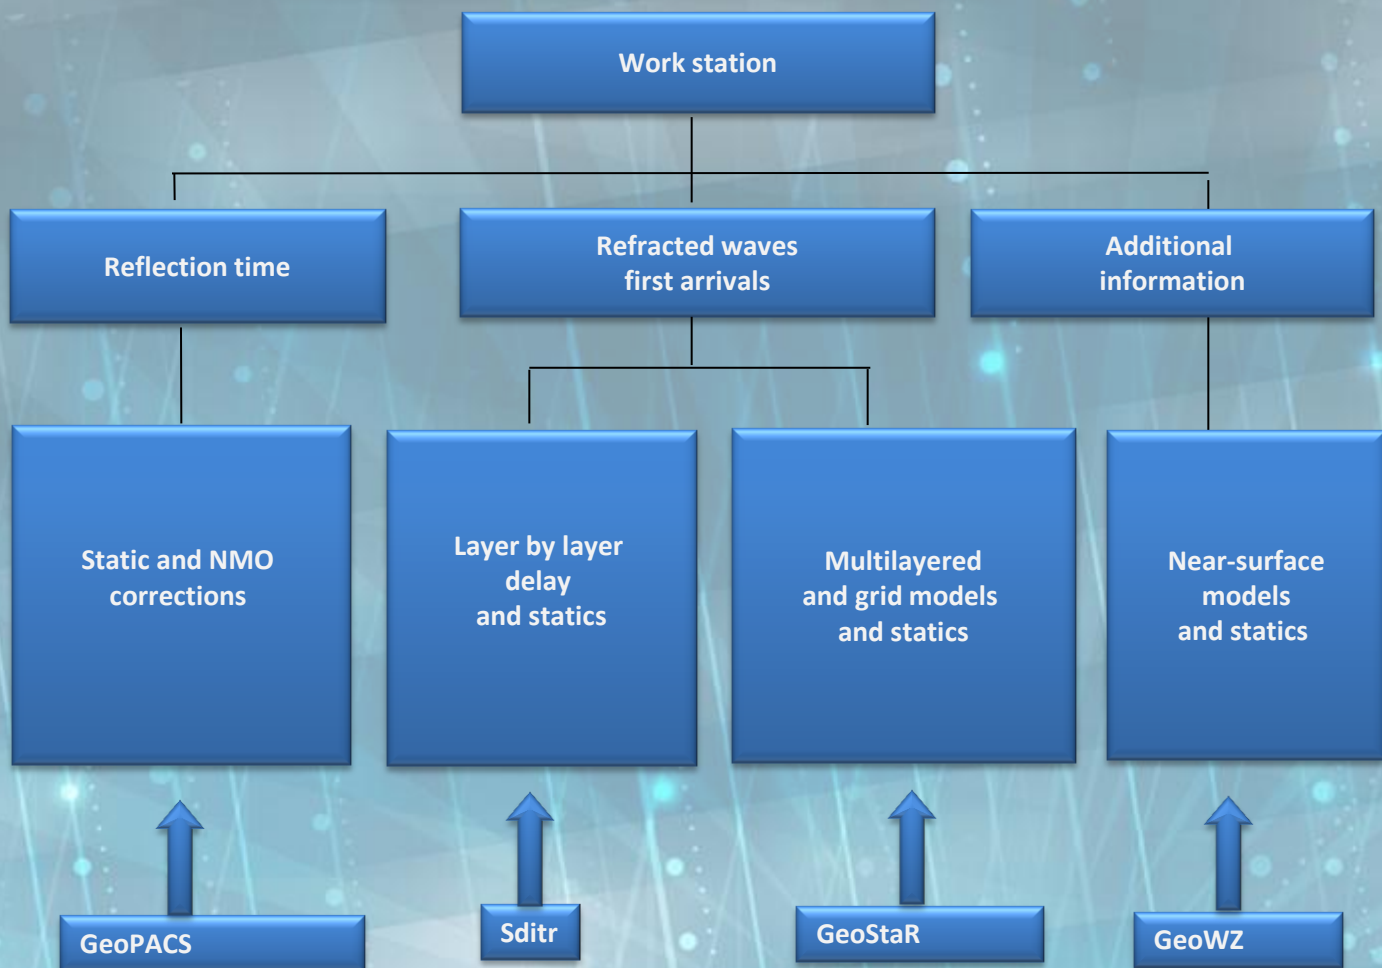 Work station
Reflection time
Refracted waves
first arrivals
Additional
information
Static and NMO
corrections
Layer by layer
delay
and statics
Multilayered
and grid models
and statics
Near-surface
models
and statics
GeoPACS
Sditr
GeoStaR
GeoWZ